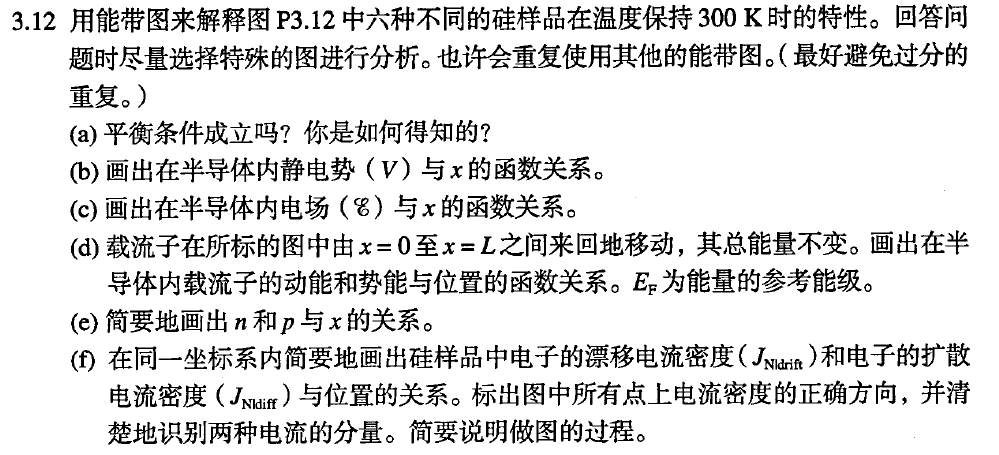 3.12 用能带图来解释图 P3.12 中六种不同的硅样品在温度保持 300 K 时的特性。回答问
题时尽量选择特殊的图进行分析。也许会重复使用其他的能带图。(最好避免过分的
重复。)
(a) 平衡条件成立吗？你是如何得知的？
(b) 画出在半导体内静电势（V）与 x 的函数关系。
(c) 画出在半导体内电场（ℰ）与 x 的函数关系。
(d) 载流子在所标的图中由 x = 0 至 x = L 之间来回地移动，其总能量不变。画出在半
导体内载流子的动能和势能与位置的函数关系。EF 为能量的参考能级。
(e) 简要地画出 n 和 p 与 x 的关系。
(f) 在同一坐标系内简要地画出硅样品中电子的漂移电流密度（JN|drift）和电子的扩散
电流密度（JN|diff）与位置的关系。标出图中所有点上电流密度的正确方向，并清
楚地识别两种电流的分量。简要说明做图的过程。